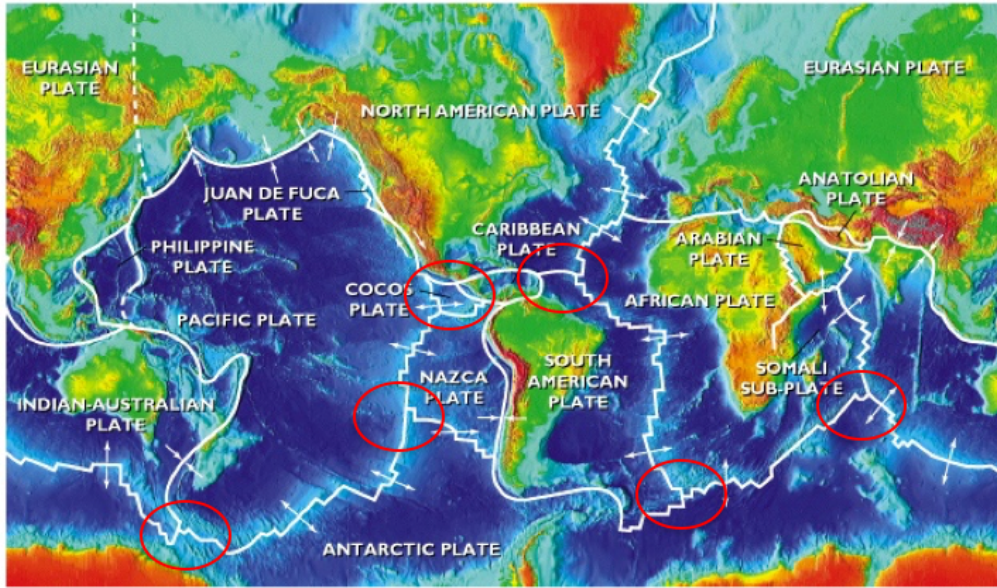 EURASIAN
PLATE
EURASIAN PLATE
NORTH AMERICAN PLATE
JUAN DE FUCA
PLATE
ANATOLIAN
PLATE
CARIBBEAN
PLATE
ARABIAN
PLATE
PHILIPPINE
PLATE
COCOS
PLATE
AFRICAN PLATE
PACIFIC PLATE
SOUTH
AMERICAN
PLATE
SOMALI
SUB-PLATE
NAZCA
PLATE
INDIAN-AUSTRALIAN
PLATE
ANTARCTIC PLATE